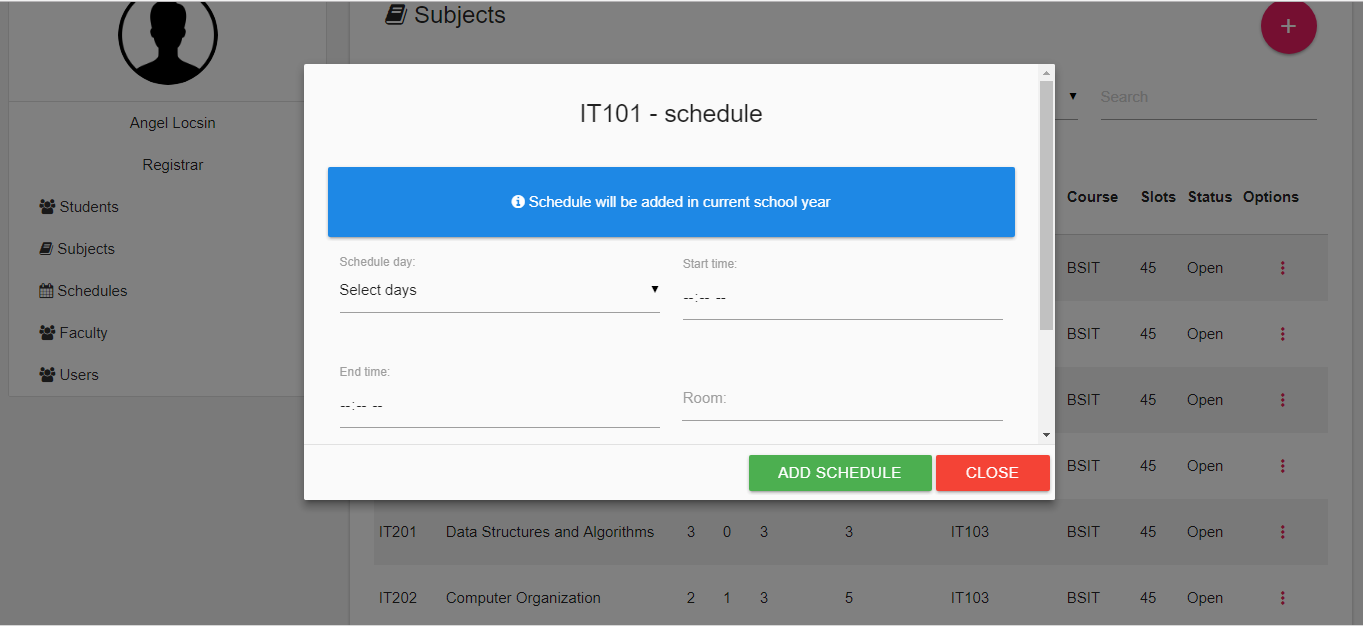 Subjects
+
Angel Locsin
Registrar
Students
Subjects
Schedules
Faculty
Users
Search
IT101 - schedule
Schedule will be added in current school year
Schedule day:
Select days
Start time:
--:-- --
End time:
--:-- --
Room:
ADD SCHEDULE
CLOSE
Course Slots Status Options
BSIT 45 Open
BSIT 45 Open
BSIT 45 Open
BSIT 45 Open
IT201 Data Structures and Algorithms 3 0 3 3 IT103 BSIT 45 Open
IT202 Computer Organization 2 1 3 5 IT103 BSIT 45 Open